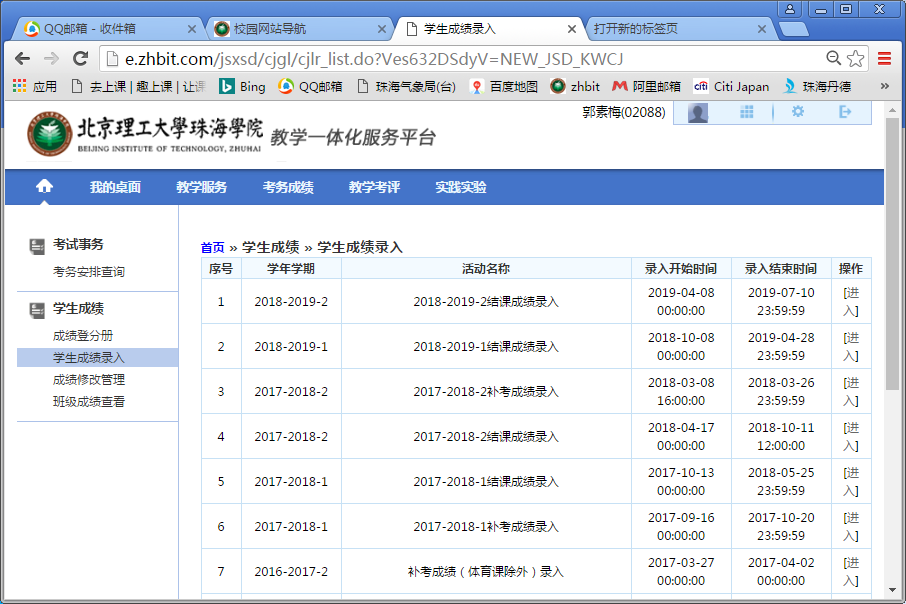 QQ邮箱 - 收件箱
校园网站导航
学生成绩录入
打开新的标签页
e.zhbit.com/jsxsd/cjgl/cjlr_list.do?Ves632DSdyV=NEW_JSD_KWCJ
应用
去上课 | 趣上课 | 让课
Bing
QQ邮箱
珠海气象局(台)
百度地图
zhbit
阿里邮箱
citi
Citi Japan
珠海丹德
»
郭素梅(02088)
北京理工大學珠海學院
BEIJING INSTITUTE OF TECHNOLOGY, ZHUHAI
教学一体化服务平台
我的桌面
教学服务
考务成绩
教学考评
实践实验
考试事务
考务安排查询
学生成绩
成绩登分册
学生成绩录入
成绩修改管理
班级成绩查看
首页 » 学生成绩 » 学生成绩录入
序号 学年学期 活动名称 录入开始时间 录入结束时间 操作
1 2018-2019-2 2018-2019-2结课成绩录入 2019-04-08 00:00:00 2019-07-10 23:59:59 [进入]
2 2018-2019-1 2018-2019-1结课成绩录入 2018-10-08 00:00:00 2019-04-28 23:59:59 [进入]
3 2017-2018-2 2017-2018-2补考成绩录入 2018-03-08 16:00:00 2018-03-26 23:59:59 [进入]
4 2017-2018-2 2017-2018-2结课成绩录入 2018-04-17 00:00:00 2018-10-11 12:00:00 [进入]
5 2017-2018-1 2017-2018-1结课成绩录入 2017-10-13 00:00:00 2018-05-25 23:59:59 [进入]
6 2017-2018-1 2017-2018-1补考成绩录入 2017-09-16 00:00:00 2017-10-20 23:59:59 [进入]
7 2016-2017-2 补考成绩（体育课除外）录入 2017-03-27 00:00:00 2017-04-02 00:00:00 [进入]